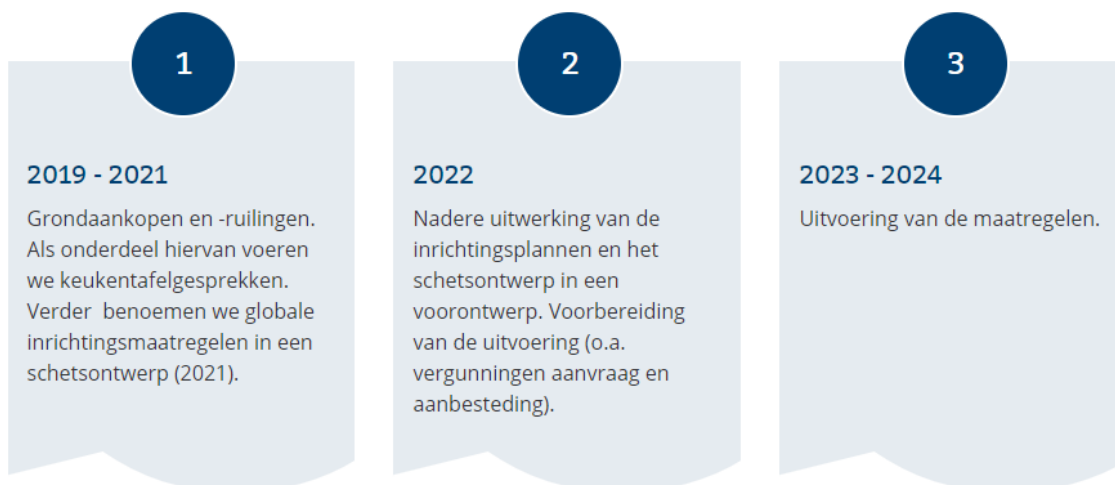 1
2019 - 2021
Grondaankopen en -ruilingen.
Als onderdeel hiervan voeren
we keukentafelgesprekken.
Verder  benoemen we globale
inrichtingsmaatregelen in een
schetsontwerp (2021).
2
2022
Nadere uitwerking van de
inrichtingsplannen en het
schetsontwerp in een
voorontwerp. Voorbereiding
van de uitvoering (o.a.
vergunningen aanvraag en
aanbesteding).
3
2023 - 2024
Uitvoering van de maatregelen.